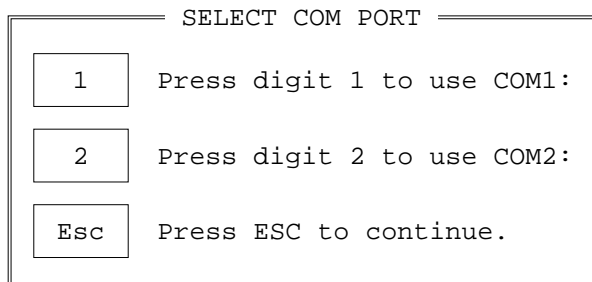 SELECT COM PORT
1 Press digit 1 to use COM1:
2 Press digit 2 to use COM2:
Esc Press ESC to continue.